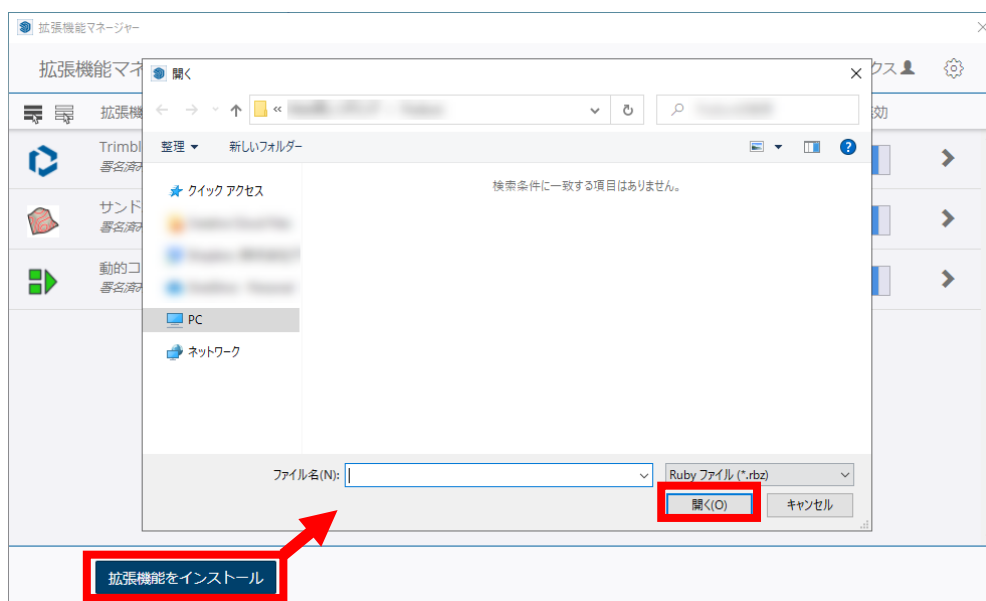 拡張機能マネージャー
拡張機能マネ
クス
開く
«
拡張機
効
整理 新しいフォルダー
Trimbl
署名済み
クイック アクセス
検索条件に一致する項目はありません。
サンド
署名済み
動的コ
署名済み
PC
ネットワーク
ファイル名(N):
Ruby ファイル (*.rbz)
開く(O)
キャンセル
拡張機能をインストール